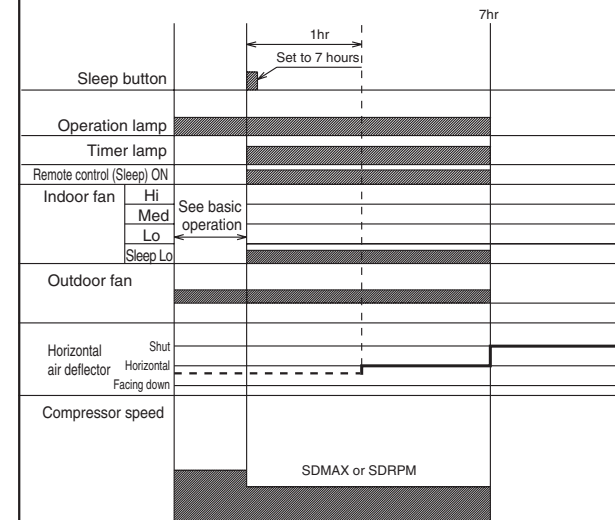 7hr
1hr
Set to 7 hours
Sleep button
Operation lamp
Timer lamp
Remote control (Sleep) ON
Indoor fan
Hi
Med
Lo
Sleep Lo
See basic
operation
Outdoor fan
Horizontal
air deflector
Shut
Horizontal
Facing down
Compressor speed
SDMAX or SDRPM